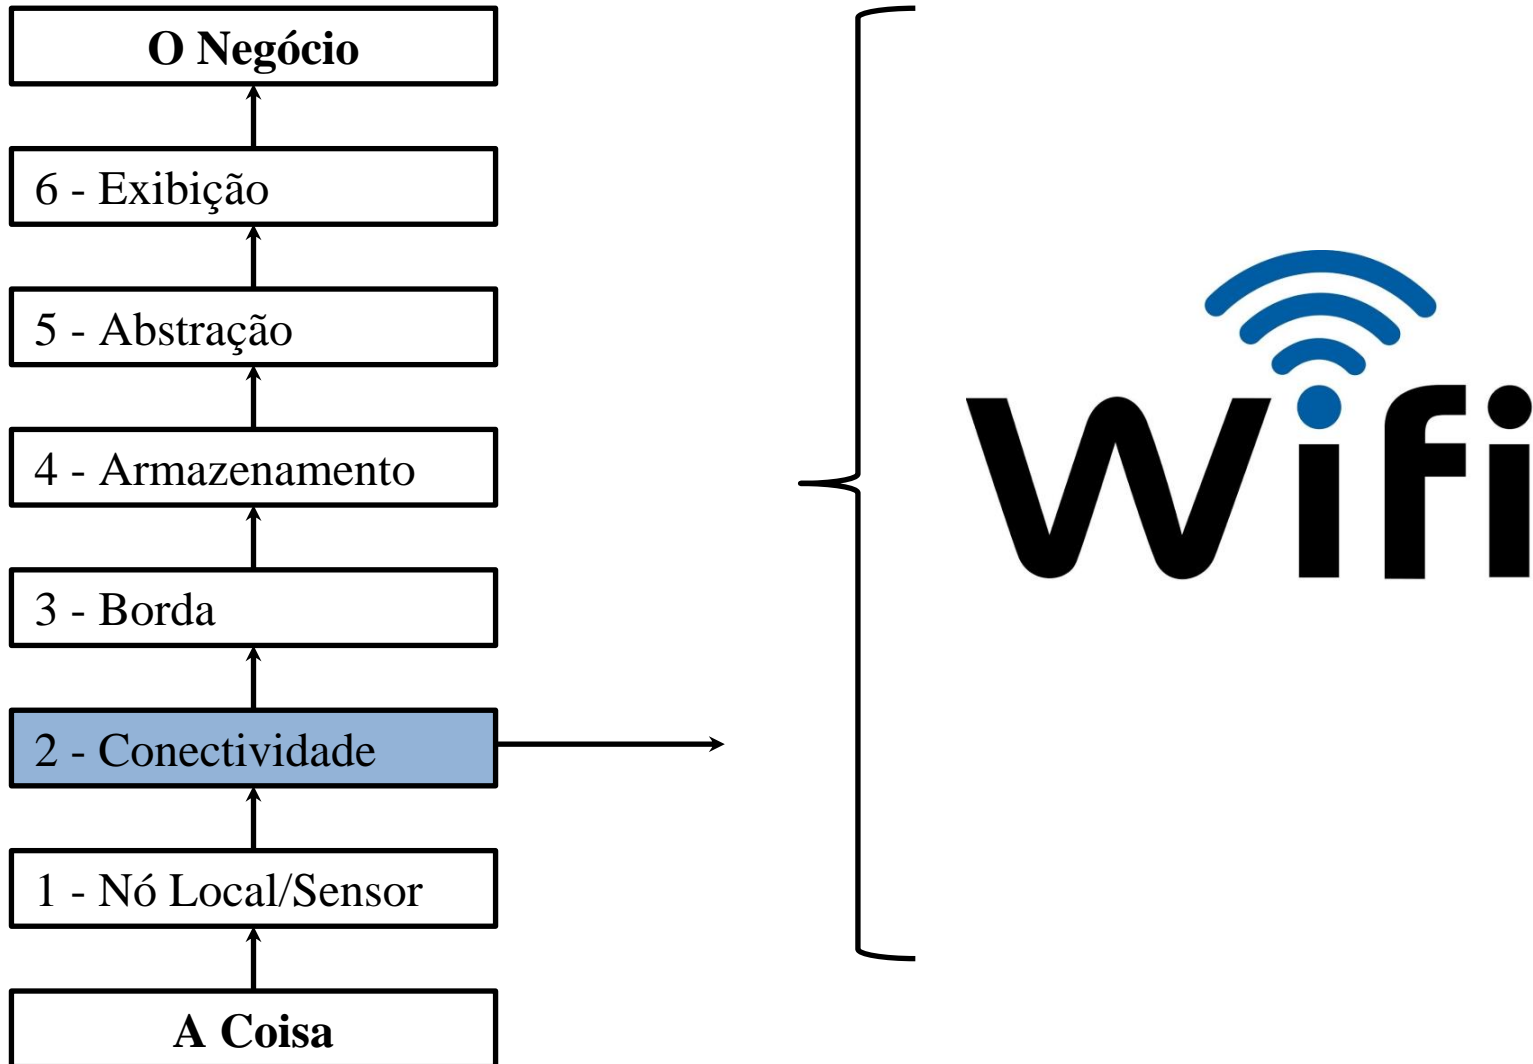 O Negócio
6 - Exibição
5 - Abstração
4 - Armazenamento
3 - Borda
2 - Conectividade
1 - Nó Local/Sensor
A Coisa
Wifi